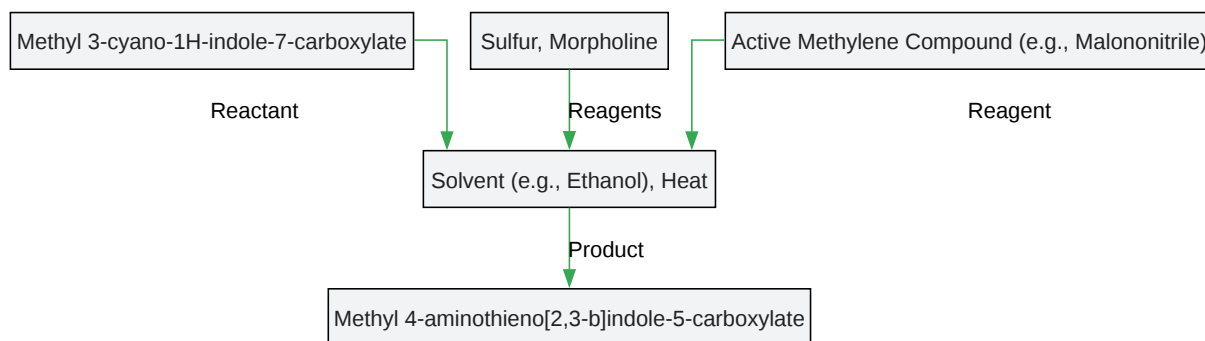 Methyl 3-cyano-1H-indole-7-carboxylate
Sulfur, Morpholine
Active Methylene Compound (e.g., Malononitrile)
Reactant
Reagents
Reagent
Solvent (e.g., Ethanol), Heat
Product
Methyl 4-aminothieno[2,3-b]indole-5-carboxylate